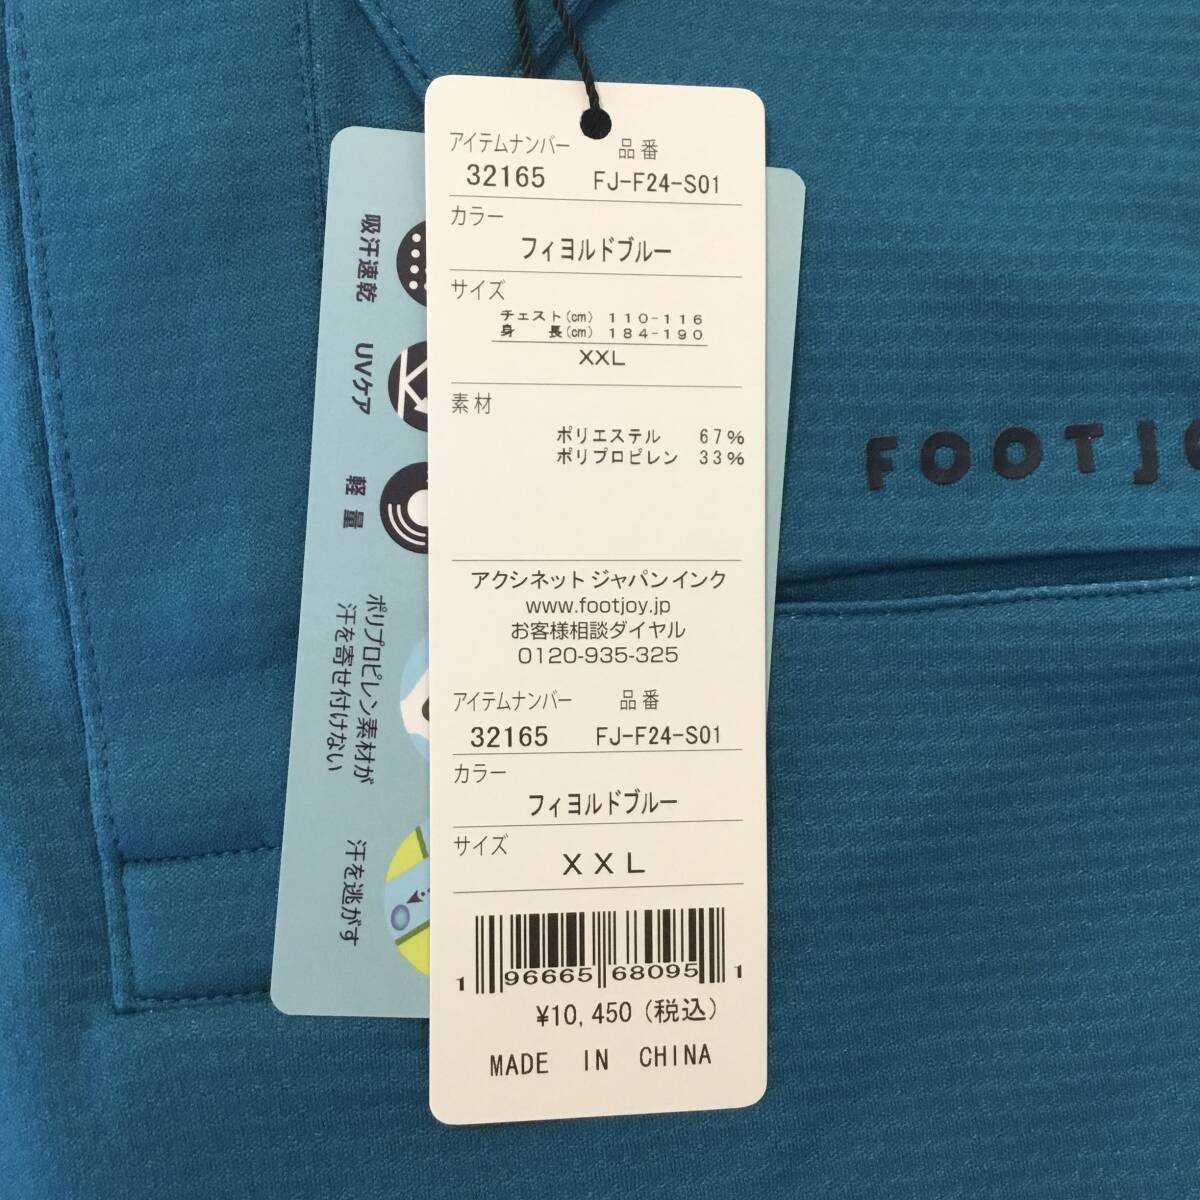 アイテムナンバー 品番
32165 FJ-F24-S01
カラー
フィヨルドブルー
サイズ
チェスト(cm) 110-116
身長(cm) 184-190
XXL
素材
ポリエステル 67%
ポリプロピレン 33%
アクシネット ジャパン インク
www.footjoy.jp
お客様相談ダイヤル
0120-935-325
アイテムナンバー 品番
32165 FJ-F24-S01
カラー
フィヨルドブルー
サイズ
XXL
1 96665 68095 1
¥10,450(税込)
MADE IN CHINA
吸汗速乾
UVケア
軽量
ポリプロピレン素材が
汗を寄せ付けない
汗を逃がす
FOOTJO